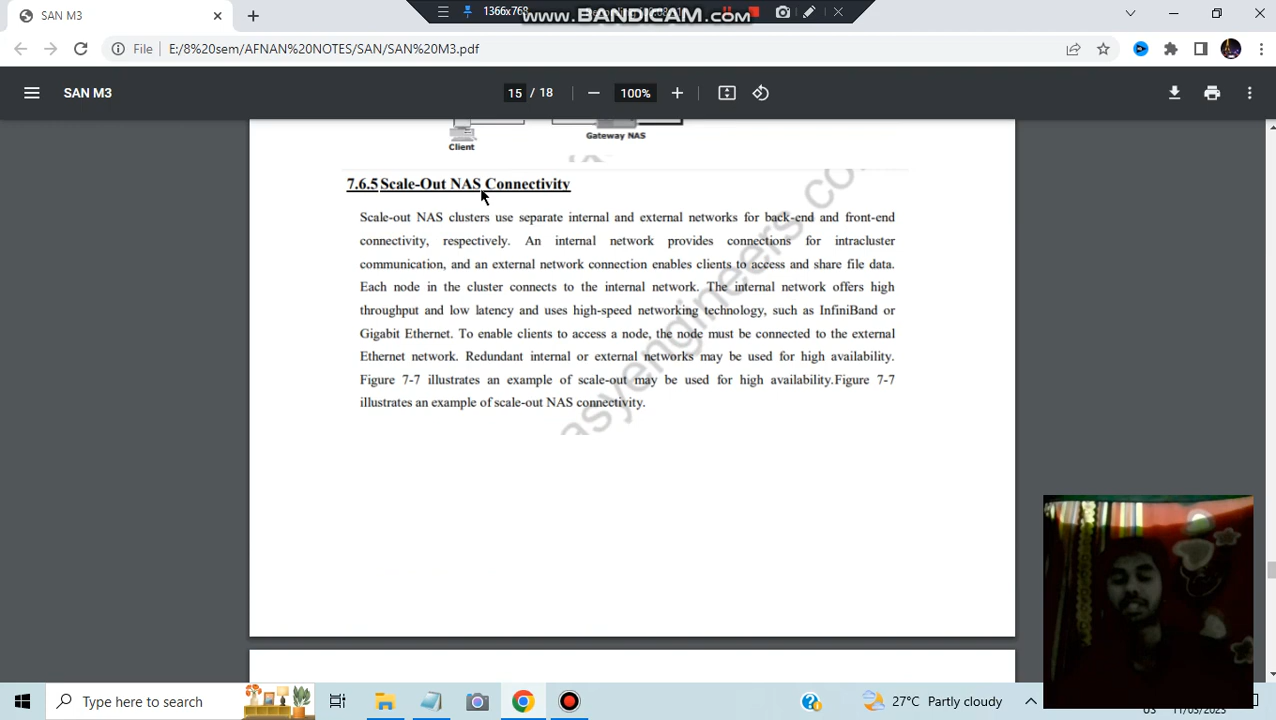 SAN M3
1366x768
www.BANDICAM.com
File
E:/8%20sem/AFNAN%20NOTES/SAN/SAN%20M3.pdf
SAN M3
15 / 18
100%
Client
Gateway NAS
7.6.5 Scale-Out NAS Connectivity
Scale-out NAS clusters use separate internal and external networks for back-end and front-end
connectivity, respectively. An internal network provides connections for intracluster
communication, and an external network connection enables clients to access and share file data.
Each node in the cluster connects to the internal network. The internal network offers high
throughput and low latency and uses high-speed networking technology, such as InfiniBand or
Gigabit Ethernet. To enable clients to access a node, the node must be connected to the external
Ethernet network. Redundant internal or external networks may be used for high availability.
Figure 7-7 illustrates an example of scale-out may be used for high availability.Figure 7-7
illustrates an example of scale-out NAS connectivity.
Type here to search
27°C Partly cloudy